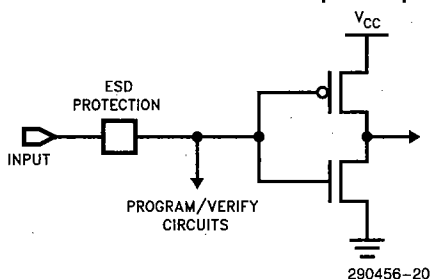 VCC
ESD
PROTECTION
INPUT
PROGRAM/VERIFY
CIRCUITS
290456-20